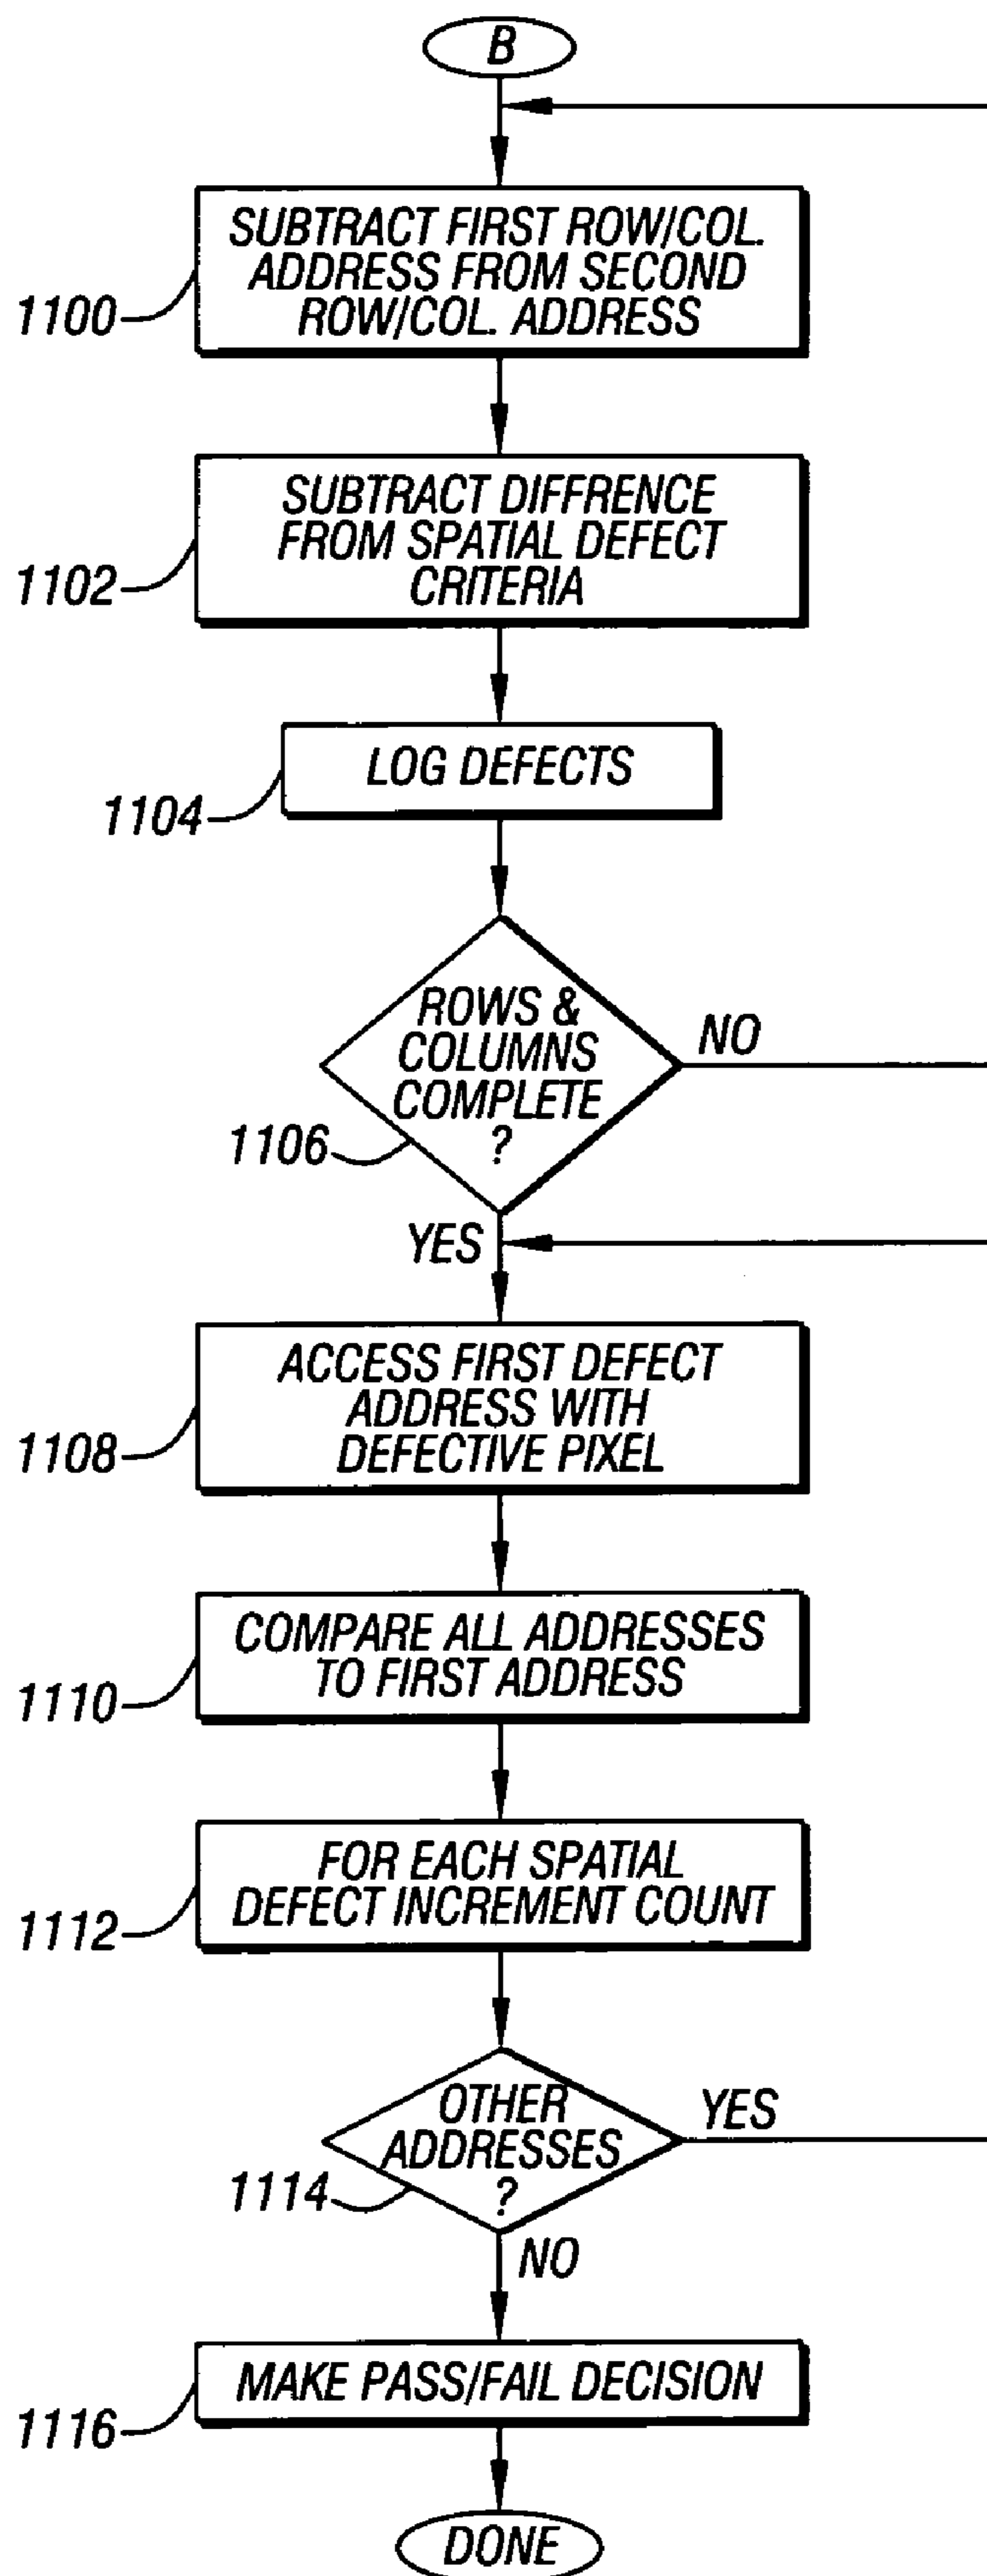 B
SUBTRACT FIRST ROW/COL.
ADDRESS FROM SECOND
ROW/COL. ADDRESS
1100
SUBTRACT DIFFRENCE
FROM SPATIAL DEFECT
CRITERIA
1102
LOG DEFECTS
1104
ROWS &
COLUMNS
COMPLETE
?
NO
1106
YES
ACCESS FIRST DEFECT
ADDRESS WITH
DEFECTIVE PIXEL
1108
COMPARE ALL ADDRESSES
TO FIRST ADDRESS
1110
FOR EACH SPATIAL
DEFECT INCREMENT COUNT
1112
OTHER
ADDRESSES
?
YES
1114
NO
MAKE PASS/FAIL DECISION
1116
DONE